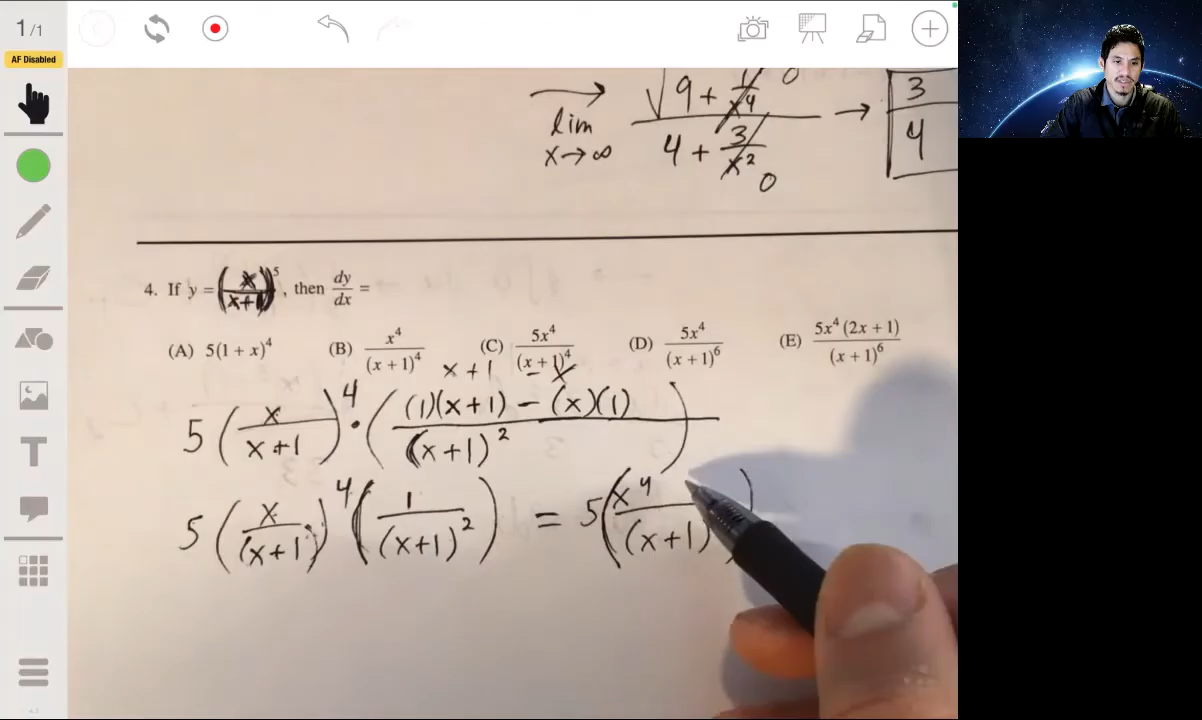 1/1
AF Disabled
lim x→∞ √(9 + 1/x⁴) / (4 + 3/x²) → 3/4
0
0
4. If y = (x/(x+1))⁵, then dy/dx =
(A) 5(1 + x)⁴ (B) x⁴/(x + 1)⁴ (C) 5x⁴/(x + 1)⁴ (D) 5x⁴/(x + 1)⁶ (E) 5x⁴(2x + 1)/(x + 1)⁶
x + 1 − x
5(x/(x+1))⁴ · ((1)(x+1) − (x)(1)/(x+1)²)
5(x/(x+1))⁴ (1/(x+1)²) = 5(x⁴/(x+1)
T